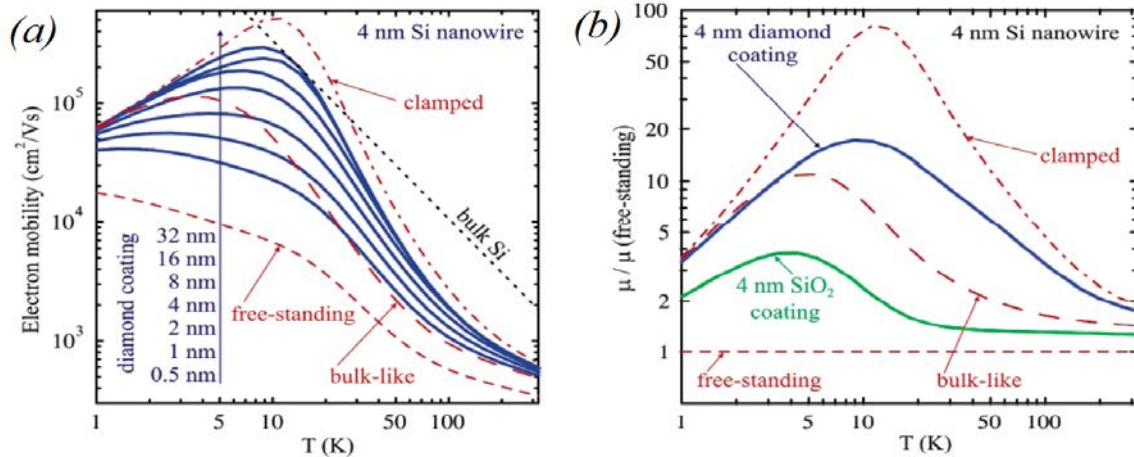 (a)
4 nm Si nanowire
clamped
bulk Si
Electron mobility (cm²/Vs)
10⁵
10⁴
10³
diamond coating
32 nm
16 nm
8 nm
4 nm
2 nm
1 nm
0.5 nm
free-standing
bulk-like
1
5
10
50
100
T (K)
(b)
4 nm diamond
coating
4 nm Si nanowire
clamped
μ / μ (free-standing)
100
50
20
10
5
2
1
4 nm SiO₂
coating
free-standing
bulk-like
1
5
10
50
100
T (K)